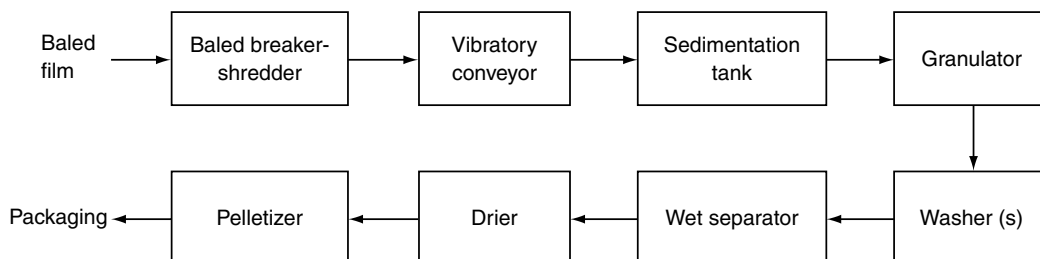 Baled
film
Baled breaker-
shredder
Vibratory
conveyor
Sedimentation
tank
Granulator
Packaging
Pelletizer
Drier
Wet separator
Washer (s)